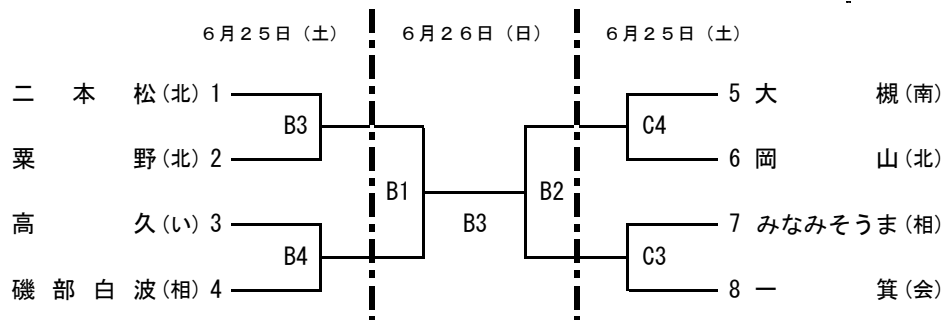 6月25日(土) 6月26日(日) 6月25日(土)
二本松(北) 1 5 大槻(南)
B3 C4
粟野(北) 2 6 岡山(北)
B1 B2
高久(い) 3 B3 7 みなみそうま(相)
B4 C3
磯部白波(相) 4 8 一箕(会)